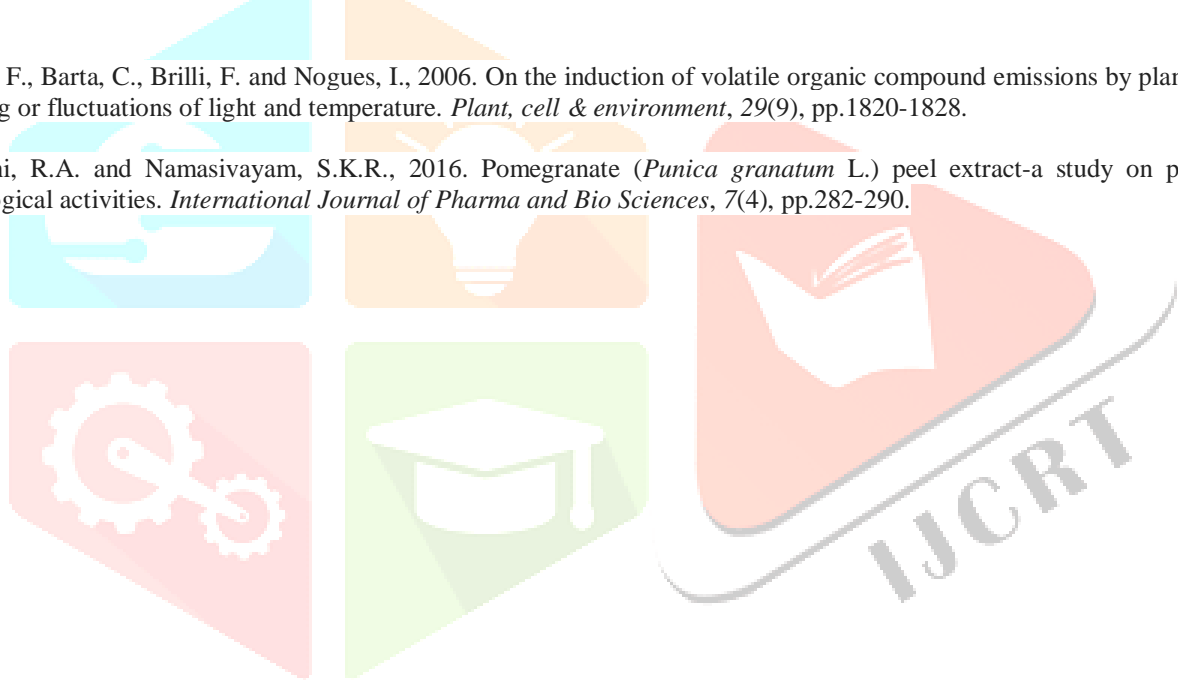 F., Barta, C., Brilli, F. and Nogues, I., 2006. On the induction of volatile organic compound emissions by plan
g or fluctuations of light and temperature. Plant, cell & environment, 29(9), pp.1820-1828.
ni, R.A. and Namasivayam, S.K.R., 2016. Pomegranate (Punica granatum L.) peel extract-a study on p
gical activities. International Journal of Pharma and Bio Sciences, 7(4), pp.282-290.
IJCRT